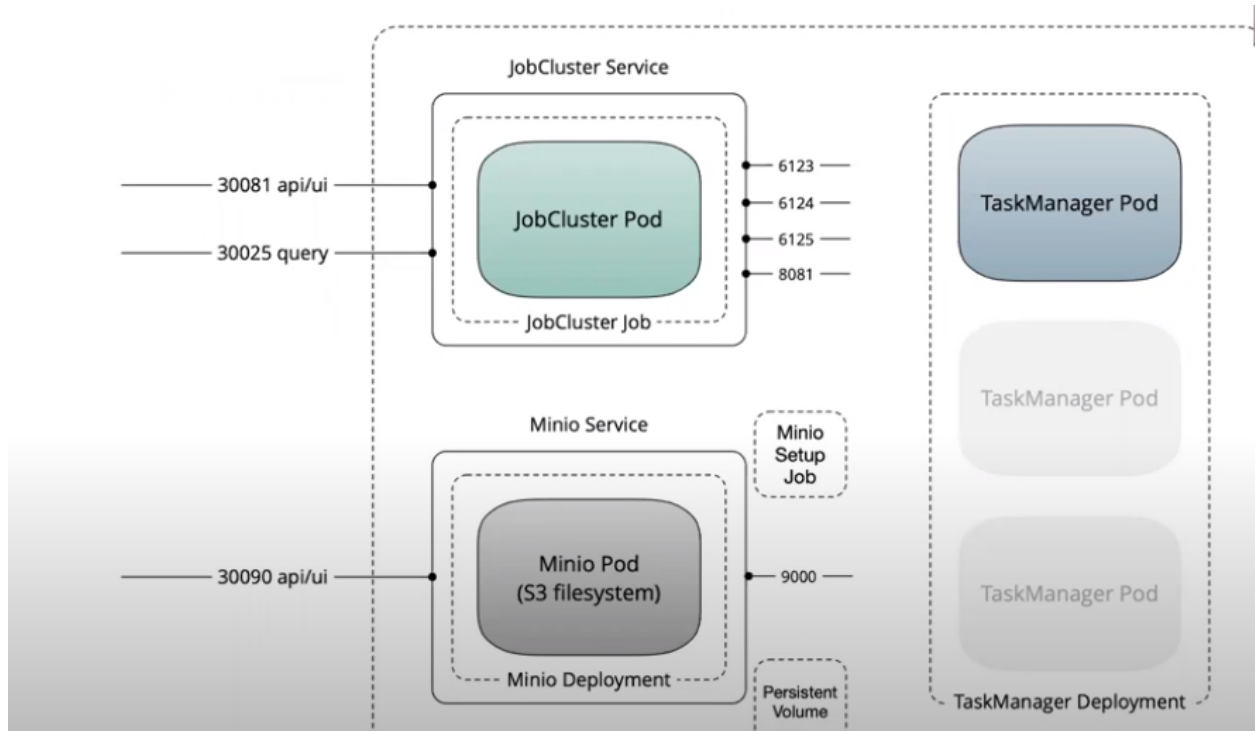 JobCluster Service
30081 api/ui
30025 query
JobCluster Pod
JobCluster Job
6123
6124
6125
8081
TaskManager Pod
TaskManager Pod
TaskManager Pod
TaskManager Deployment
Minio Service
Minio
Setup
Job
30090 api/ui
Minio Pod
(S3 filesystem)
Minio Deployment
9000
Persistent
Volume